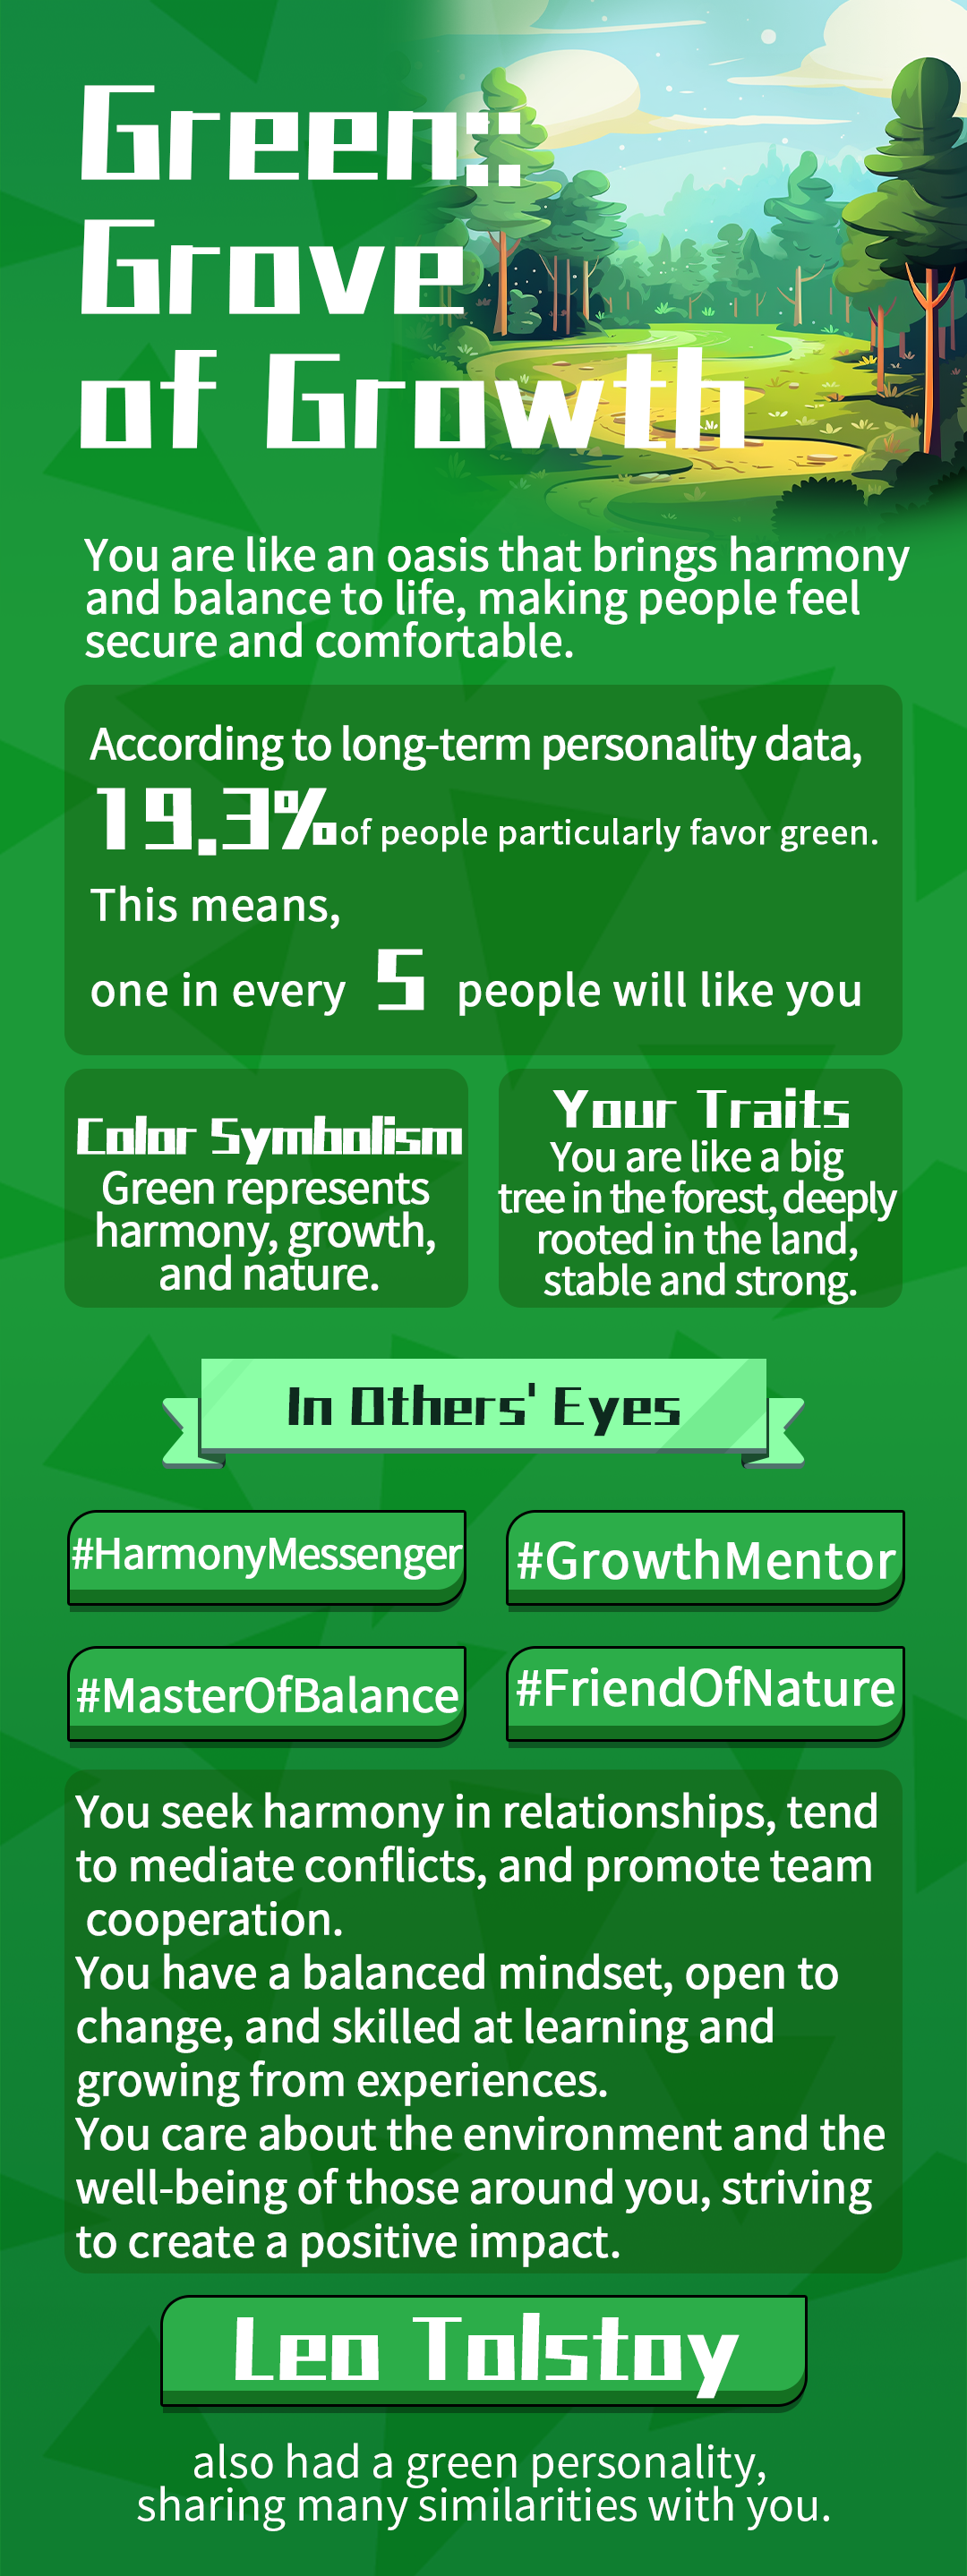 Green::
Grove
of Growth
You are like an oasis that brings harmony
and balance to life, making people feel
secure and comfortable.
According to long-term personality data,
19.3% of people particularly favor green.
This means,
one in every 5 people will like you
Color Symbolism
Green represents
harmony, growth,
and nature.
Your Traits
You are like a big
tree in the forest, deeply
rooted in the land,
stable and strong.
In Others' Eyes
#HarmonyMessenger
#GrowthMentor
#MasterOfBalance
#FriendOfNature
You seek harmony in relationships, tend
to mediate conflicts, and promote team
cooperation.
You have a balanced mindset, open to
change, and skilled at learning and
growing from experiences.
You care about the environment and the
well-being of those around you, striving
to create a positive impact.
Leo Tolstoy
also had a green personality,
sharing many similarities with you.